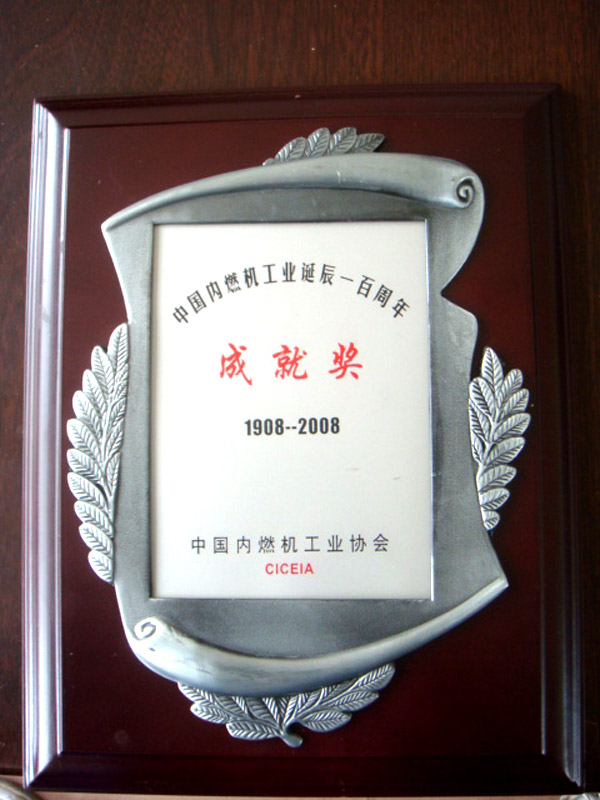 中国内燃机工业诞辰一百周年
成就奖
1908--2008
中国内燃机工业协会
CICEIA